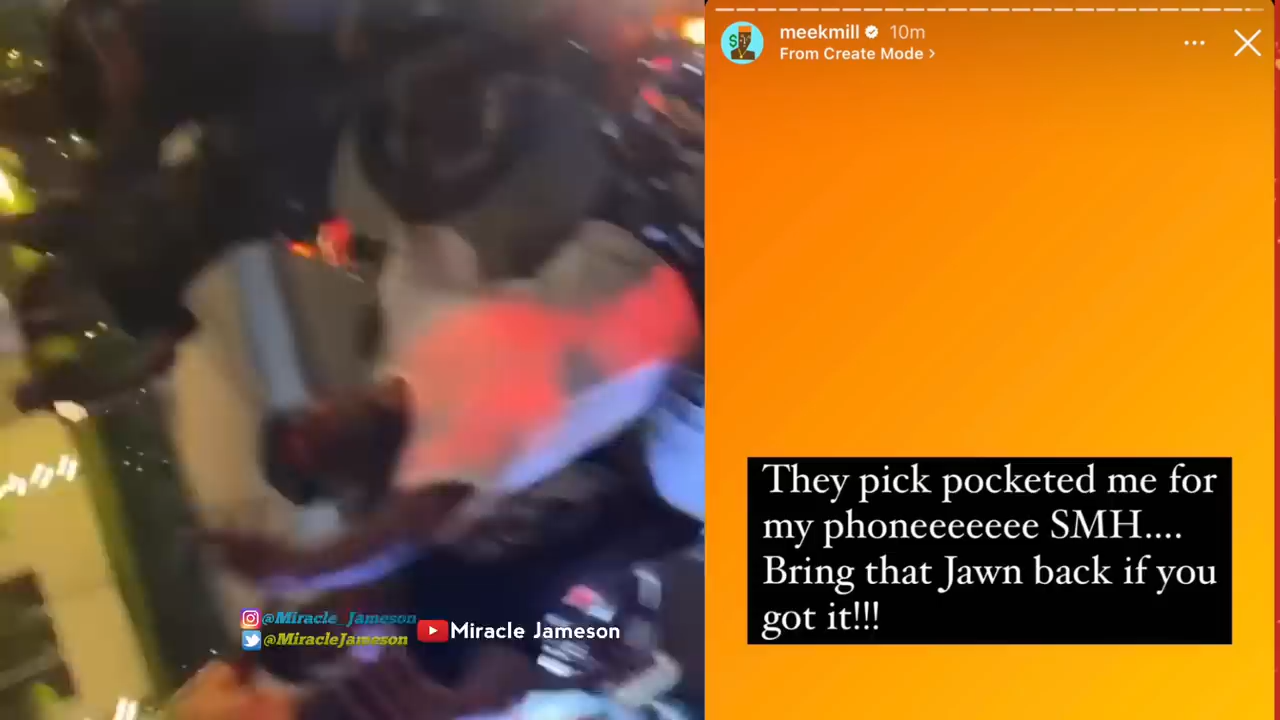 meekmill 10m
From Create Mode >
They pick pocketed me for
my phoneeeeeee SMH....
Bring that Jawn back if you
got it!!!
@Miracle_Jameson
@MiracleJameson
Miracle Jameson